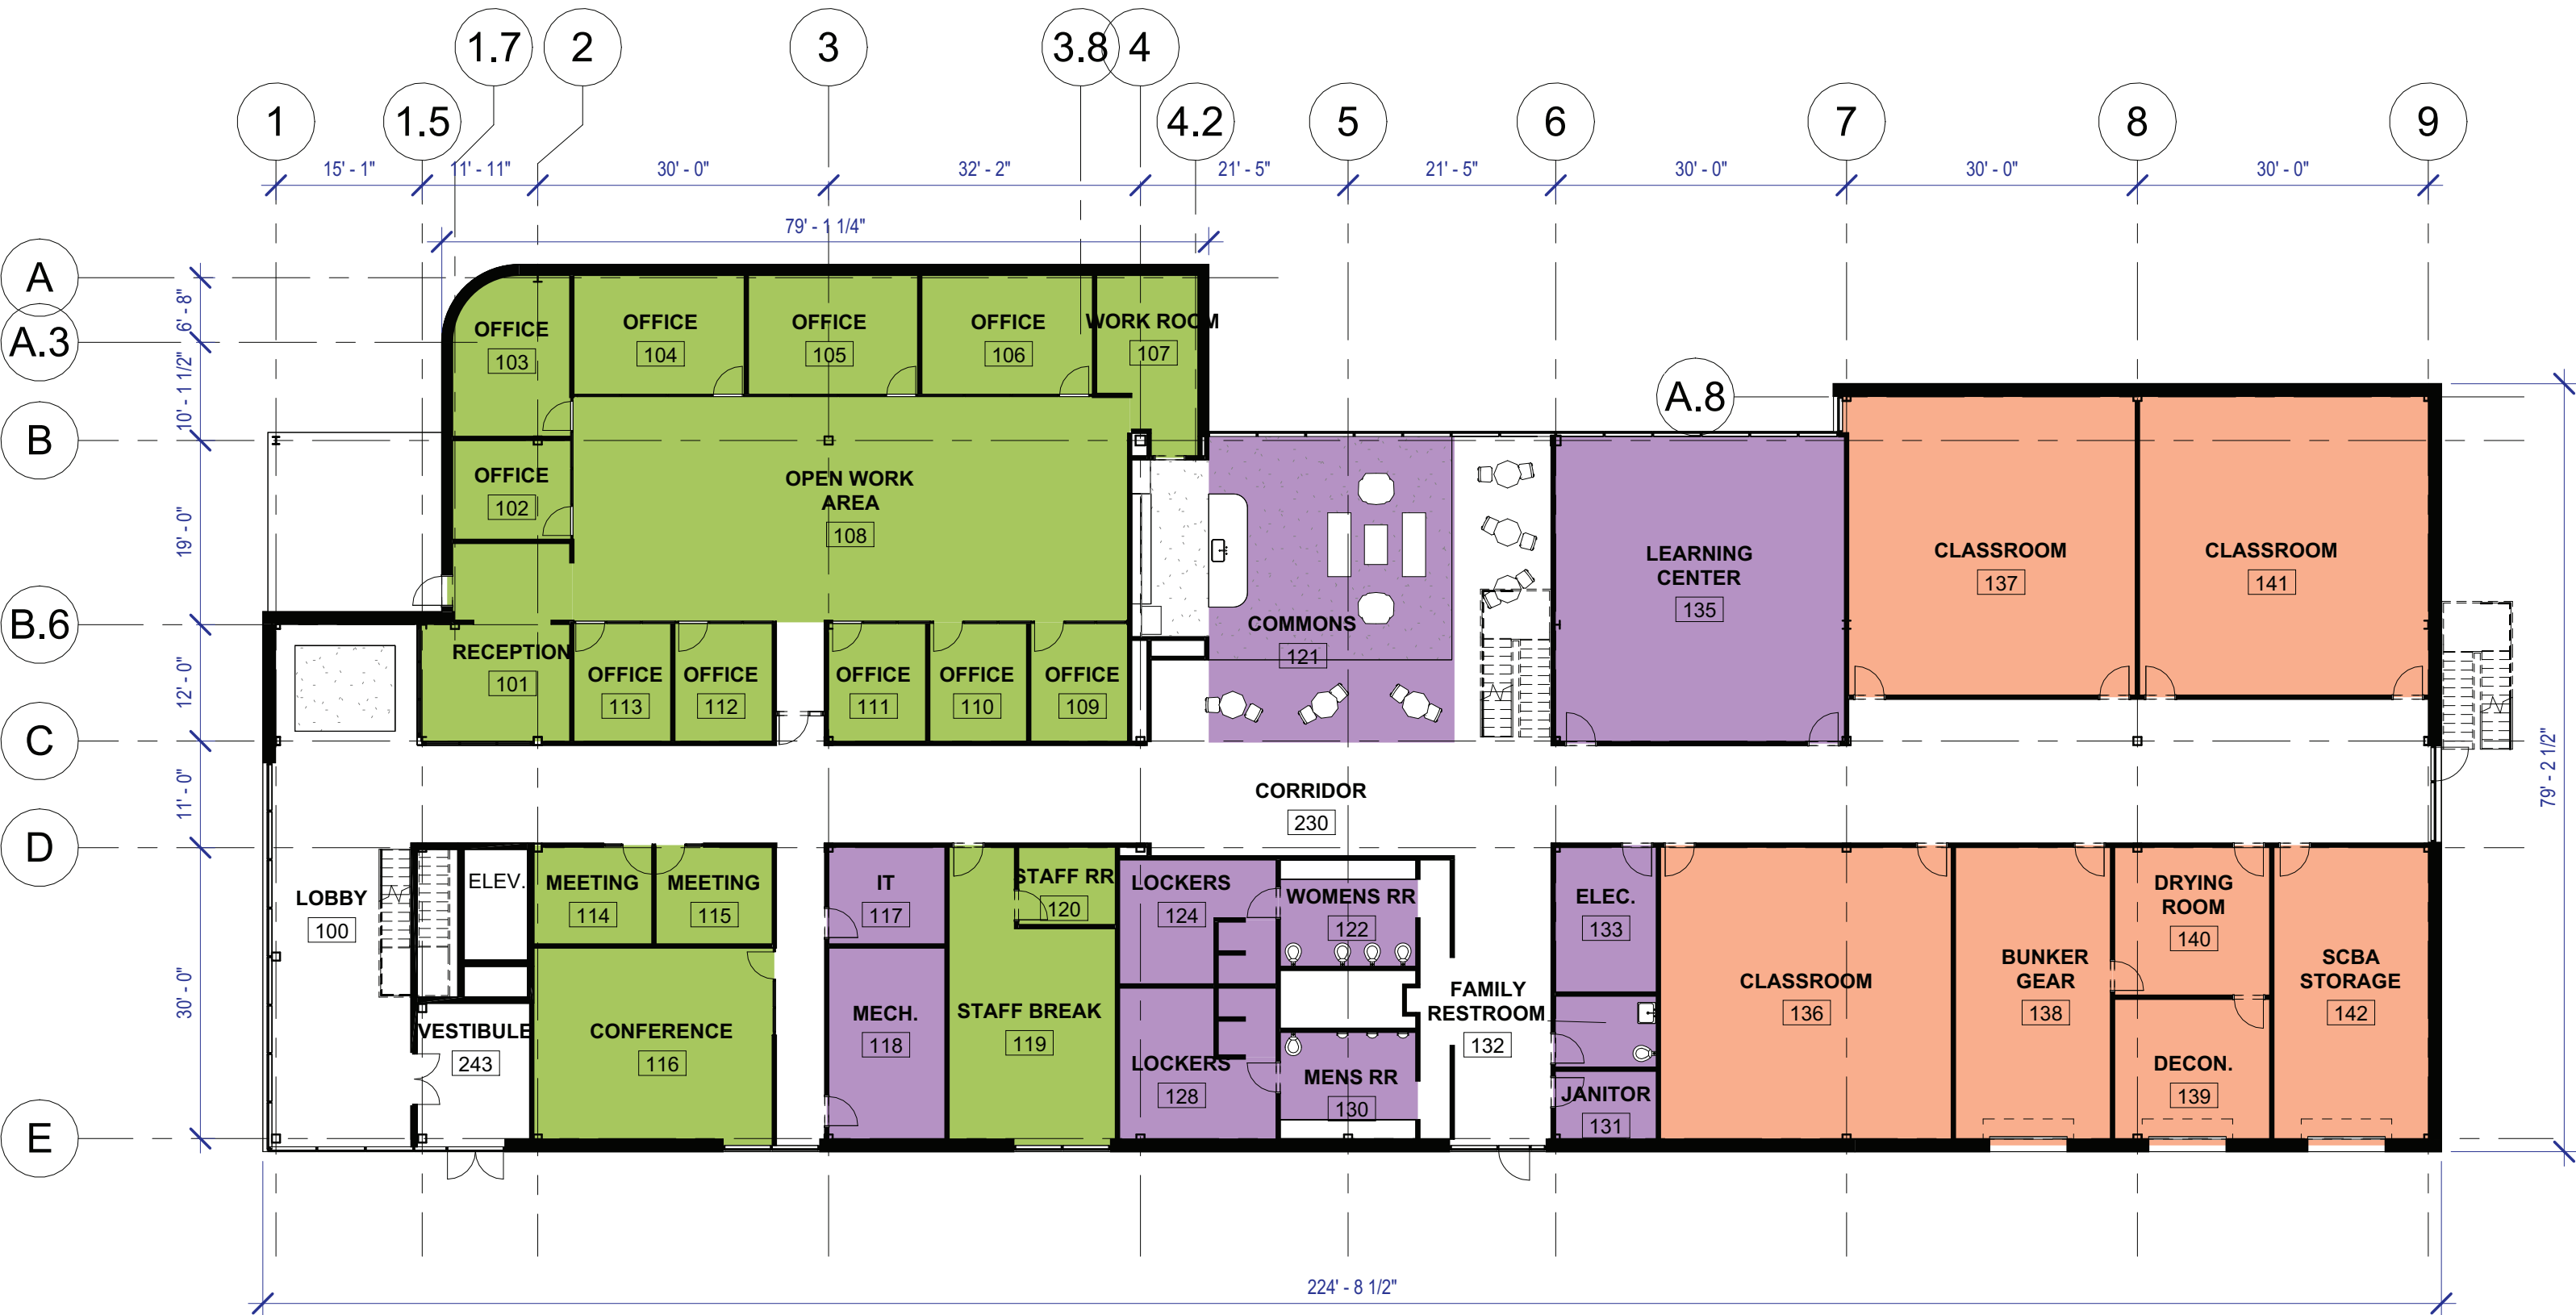 1.7
2
3
3.8
4
1
1.5
4.2
5
6
7
8
9
15' - 1"
11' - 11"
30' - 0"
32' - 2"
21' - 5"
21' - 5"
30' - 0"
30' - 0"
30' - 0"
79' - 1 1/4"
A
6' - 8"
A.3
10' - 1 1/2"
B
19' - 0"
B.6
12' - 0"
C
11' - 0"
D
30' - 0"
E
A.8
79' - 2 1/2"
OFFICE
103
OFFICE
104
OFFICE
105
OFFICE
106
WORK ROOM
107
OFFICE
102
OPEN WORK
AREA
108
RECEPTION
101
OFFICE
113
OFFICE
112
OFFICE
111
OFFICE
110
OFFICE
109
COMMONS
121
LEARNING
CENTER
135
CLASSROOM
137
CLASSROOM
141
CORRIDOR
230
LOBBY
100
ELEV.
VESTIBULE
243
MEETING
114
MEETING
115
CONFERENCE
116
IT
117
MECH.
118
STAFF RR
120
STAFF BREAK
119
LOCKERS
124
LOCKERS
128
WOMENS RR
122
MENS RR
130
FAMILY
RESTROOM
132
ELEC.
133
JANITOR
131
CLASSROOM
136
BUNKER
GEAR
138
DRYING
ROOM
140
DECON.
139
SCBA
STORAGE
142
224' - 8 1/2"